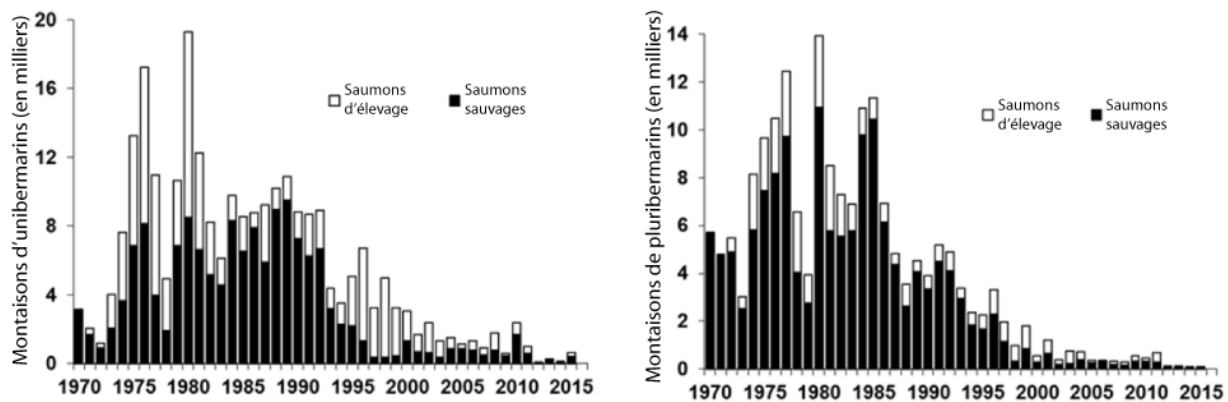 Montaisons d'unibermarins (en milliers)
20
16
12
8
4
0
Saumons
d'élevage
Saumons
sauvages
1970 1975 1980 1985 1990 1995 2000 2005 2010 2015
Montaisons de pluribermarins (en milliers)
14
12
10
8
6
4
2
0
Saumons
d'élevage
Saumons
sauvages
1970 1975 1980 1985 1990 1995 2000 2005 2010 2015